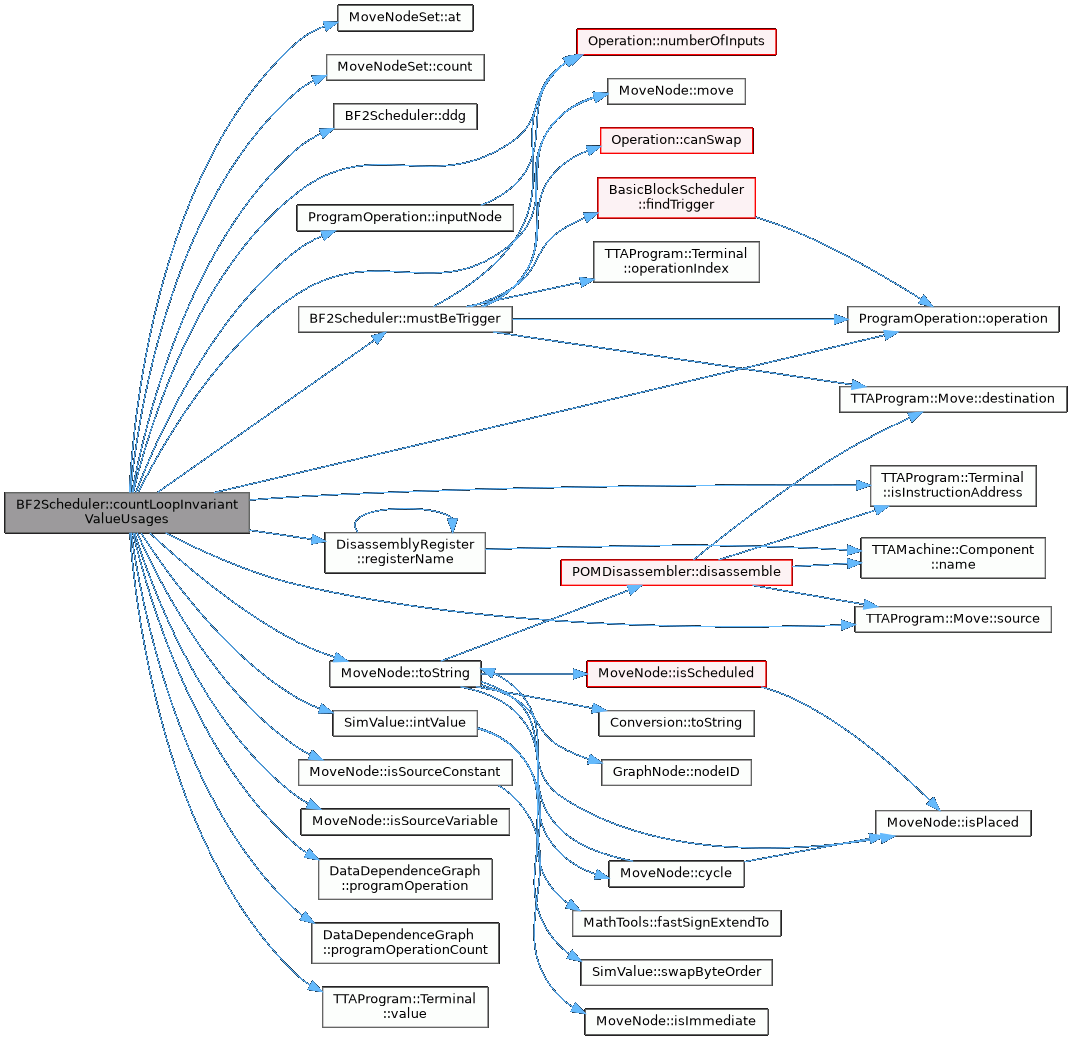 BF2Scheduler::countLoopInvariant
ValueUsages
MoveNodeSet::at
MoveNodeSet::count
BF2Scheduler::ddg
ProgramOperation::inputNode
BF2Scheduler::mustBeTrigger
DisassemblyRegister
::registerName
MoveNode::toString
SimValue::intValue
MoveNode::isSourceConstant
MoveNode::isSourceVariable
DataDependenceGraph
::programOperation
DataDependenceGraph
::programOperationCount
TTAProgram::Terminal
::value
Operation::numberOfInputs
MoveNode::move
Operation::canSwap
BasicBlockScheduler
::findTrigger
TTAProgram::Terminal
::operationIndex
POMDisassembler::disassemble
MoveNode::isScheduled
Conversion::toString
GraphNode::nodeID
MoveNode::cycle
MathTools::fastSignExtendTo
SimValue::swapByteOrder
MoveNode::isImmediate
ProgramOperation::operation
TTAProgram::Move::destination
TTAProgram::Terminal
::isInstructionAddress
TTAMachine::Component
::name
TTAProgram::Move::source
MoveNode::isPlaced